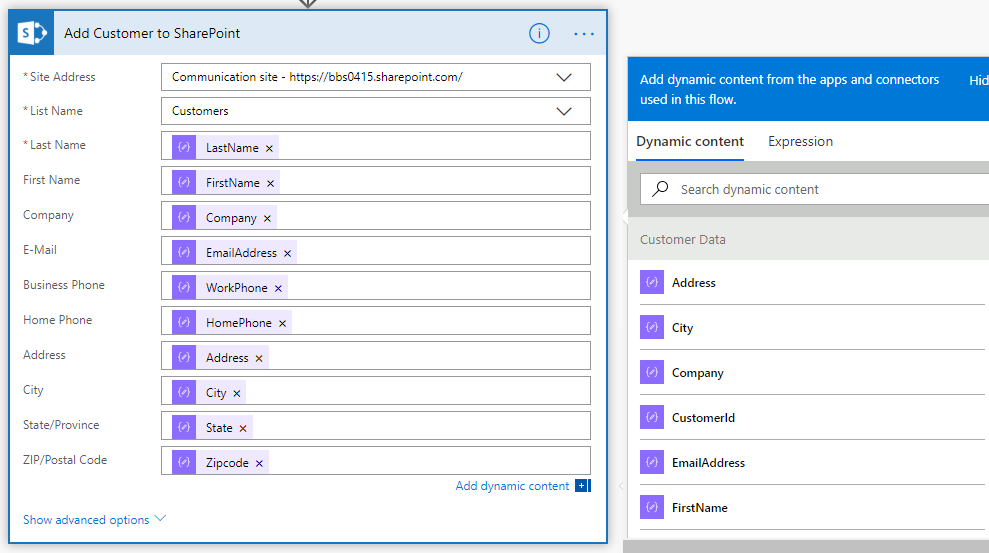 Add Customer to SharePoint
* Site Address
Communication site - https://bbs0415.sharepoint.com/
* List Name
Customers
* Last Name
LastName ×
First Name
FirstName ×
Company
Company ×
E-Mail
EmailAddress ×
Business Phone
WorkPhone ×
Home Phone
HomePhone ×
Address
Address ×
City
City ×
State/Province
State ×
ZIP/Postal Code
Zipcode ×
Add dynamic content
Show advanced options
Add dynamic content from the apps and connectors
used in this flow.
Hid
Dynamic content
Expression
Search dynamic content
Customer Data
Address
City
Company
CustomerId
EmailAddress
FirstName